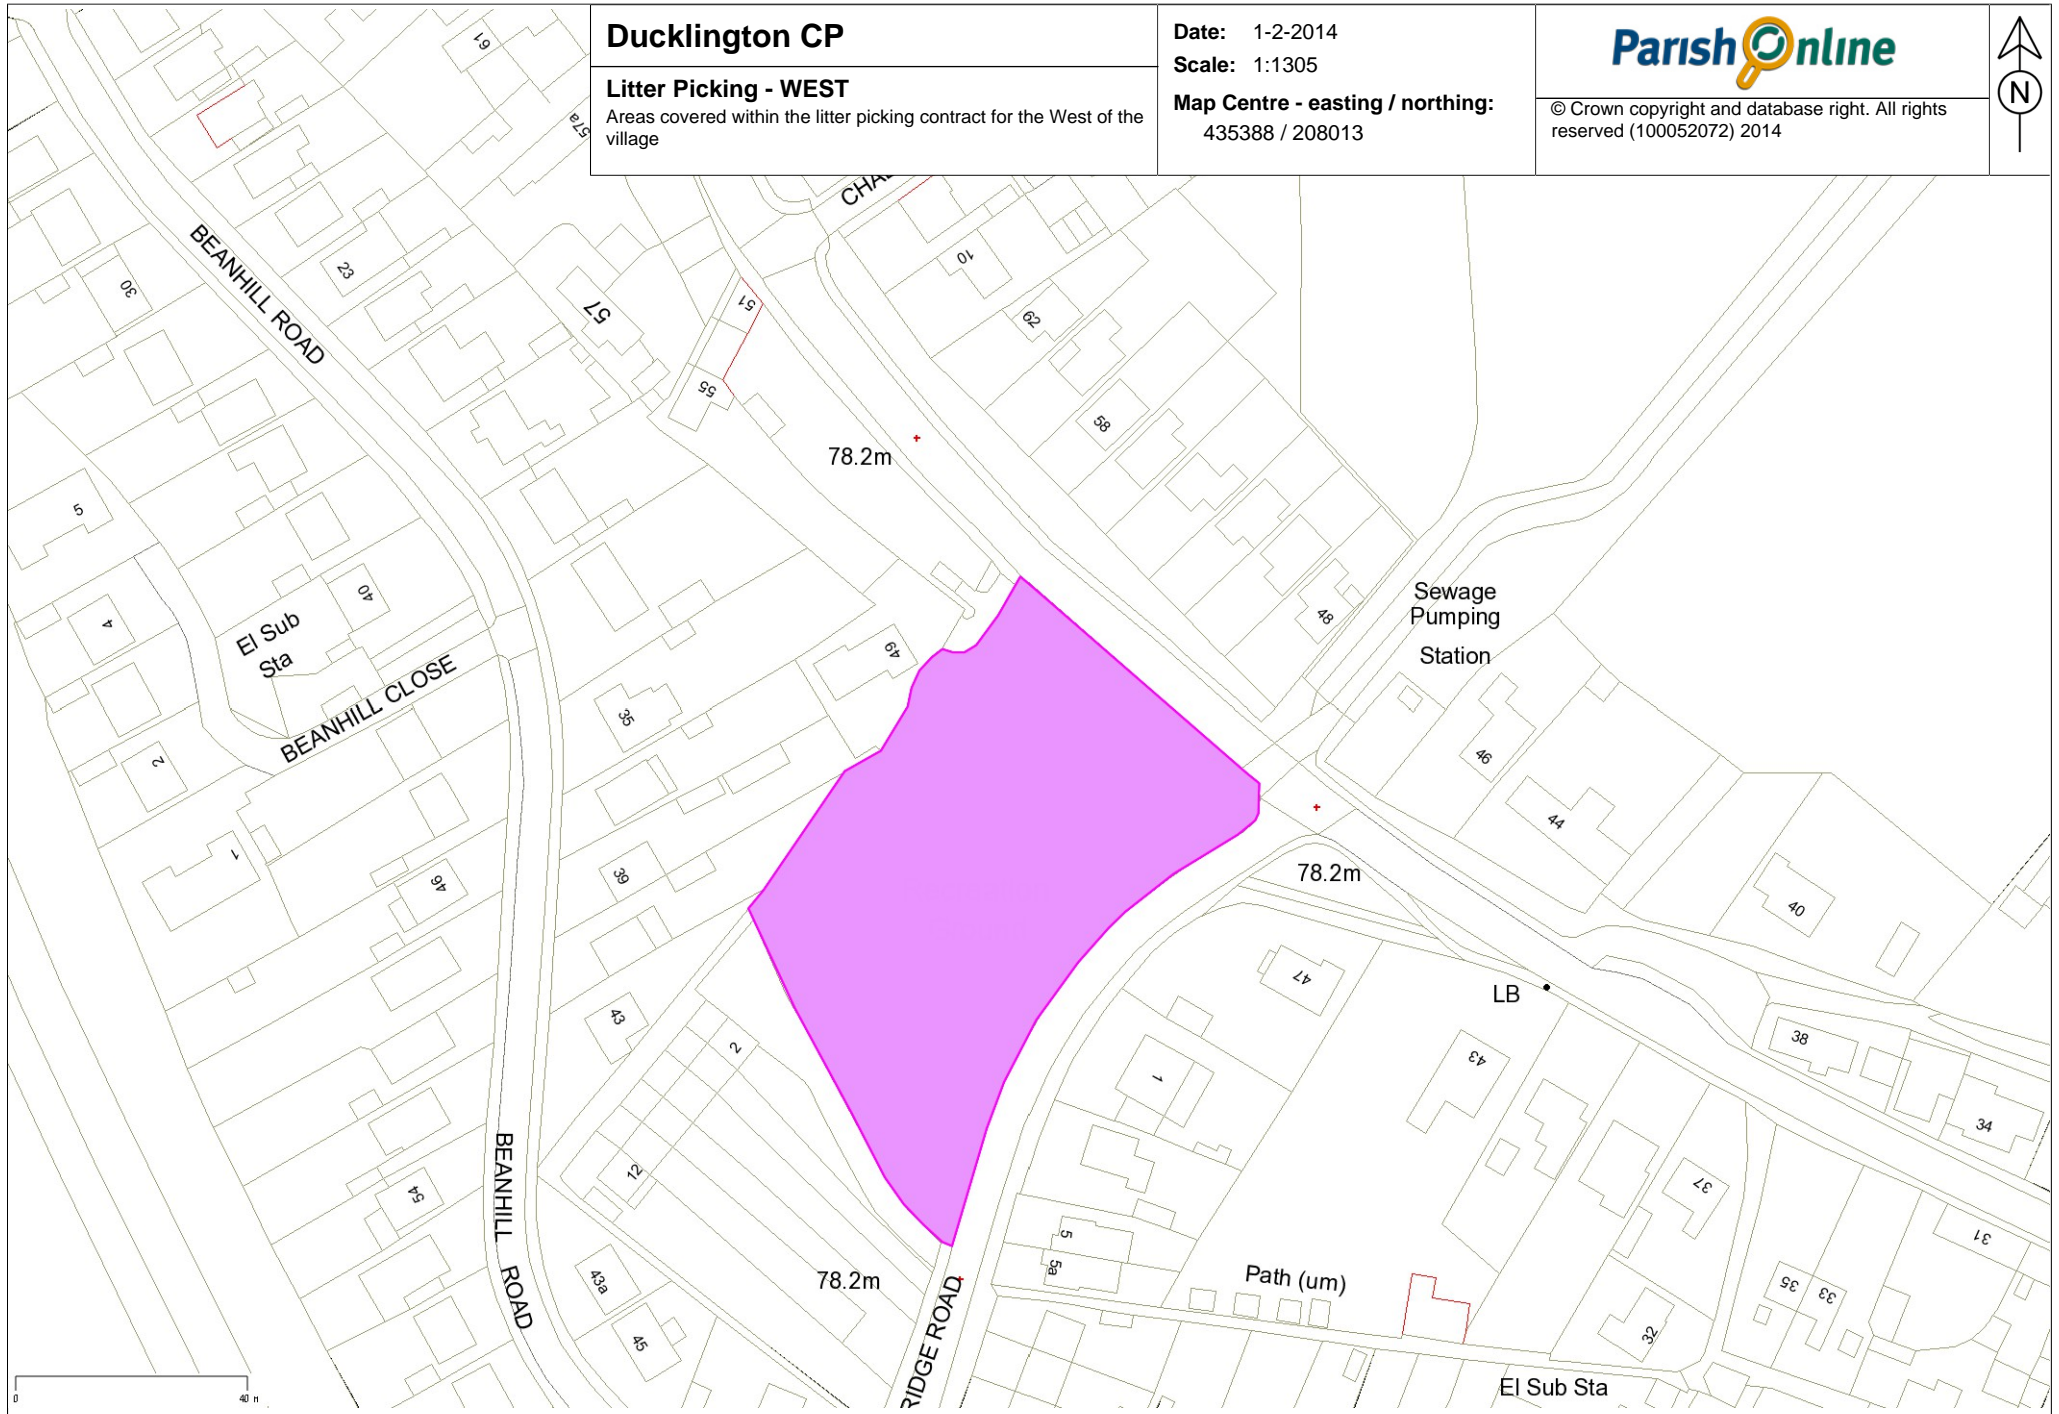 Ducklington CP
Litter Picking - WEST
Areas covered within the litter picking contract for the West of the
village
Date: 1-2-2014
Scale: 1:1305
Map Centre - easting / northing:
435388 / 208013
Parish Online
© Crown copyright and database right. All rights
reserved (100052072) 2014
N
61
57a
CHA
BEANHILL ROAD
23
30
57
51
55
10
62
58
78.2m
5
4
40
El Sub
Sta
BEANHILL CLOSE
2
1
35
49
48
Sewage
Pumping
Station
46
44
40
39
46
78.2m
47
LB
43
38
34
43
2
12
1
37
31
54
BEANHILL ROAD
43a
45
78.2m
5
5a
Path (um)
35
33
32
RIDGE ROAD
El Sub Sta
0
40 m